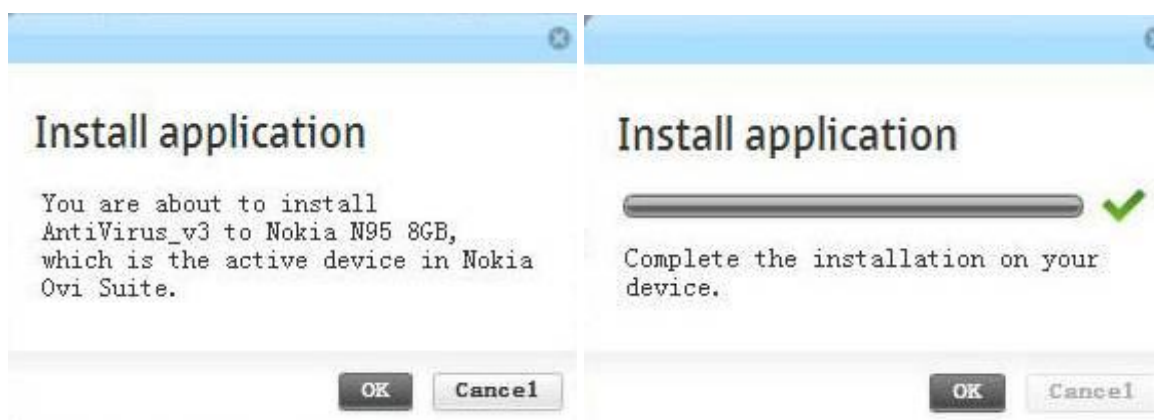 Install application
You are about to install
AntiVirus_v3 to Nokia N95 8GB,
which is the active device in Nokia
Ovi Suite.
OK
Cancel
Install application
Complete the installation on your
device.
OK
Cancel